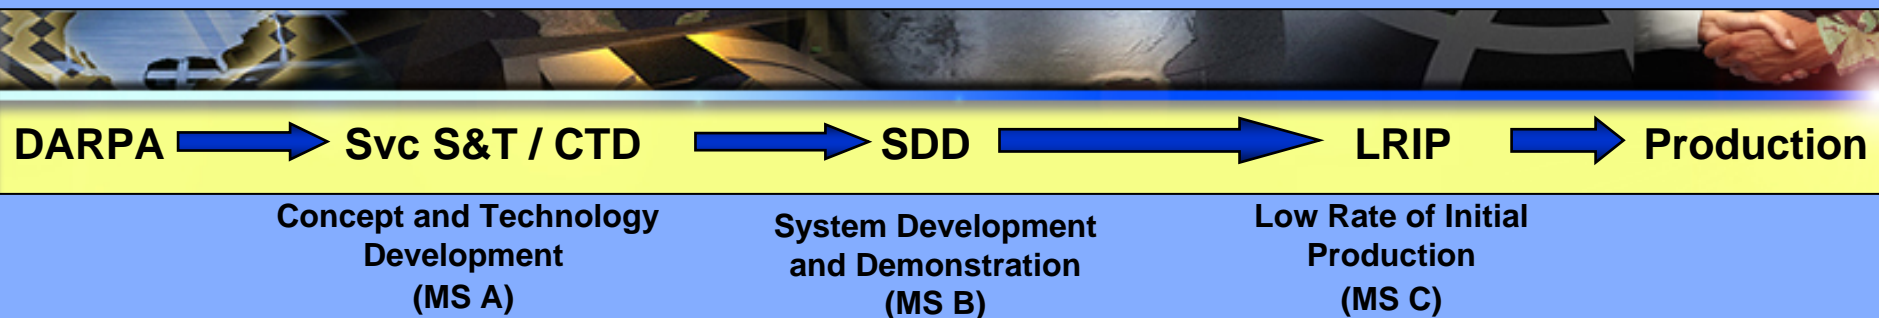 DARPA Svc S&T / CTD SDD LRIP Production
Concept and Technology
Development
(MS A)
System Development
and Demonstration
(MS B)
Low Rate of Initial
Production
(MS C)